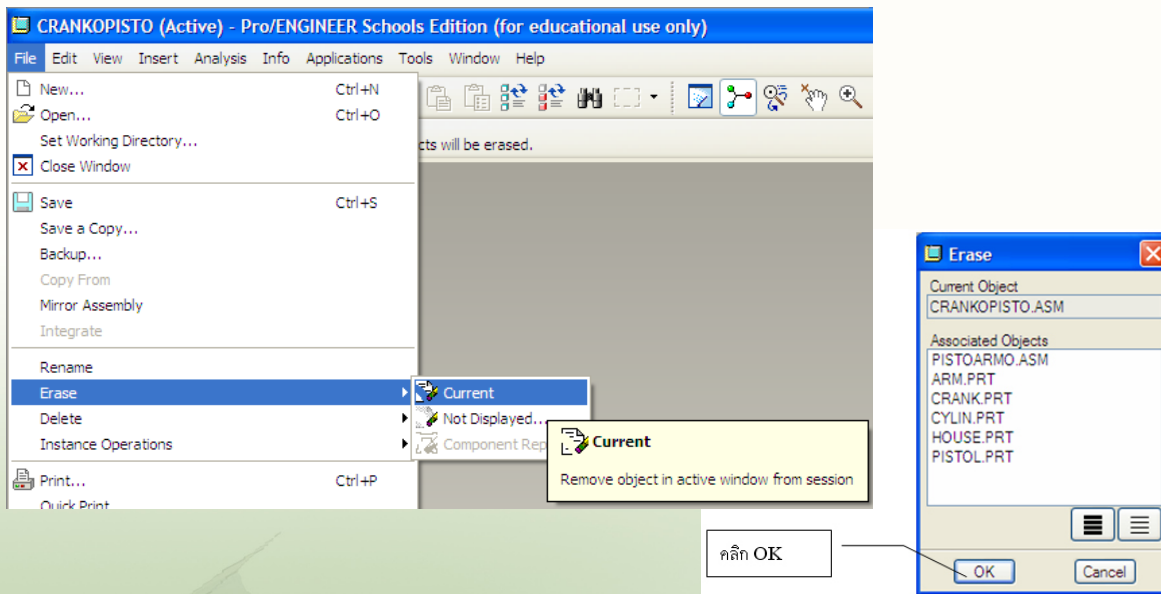 CRANKOPISTO (Active) - Pro/ENGINEER Schools Edition (for educational use only)
File Edit View Insert Analysis Info Applications Tools Window Help
New... Ctrl+N
Open... Ctrl+O
Set Working Directory...
cts will be erased.
Close Window
Save Ctrl+S
Save a Copy...
Backup...
Copy From
Mirror Assembly
Integrate
Rename
Erase
Delete
Instance Operations
Print... Ctrl+P
Quick Print
Current
Not Displayed...
Component Rep
Current
Remove object in active window from session
Erase
Current Object
CRANKOPISTO.ASM
Associated Objects
PISTOARMO.ASM
ARM.PRT
CRANK.PRT
CYLIN.PRT
HOUSE.PRT
PISTOL.PRT
OK Cancel
คลิก OK